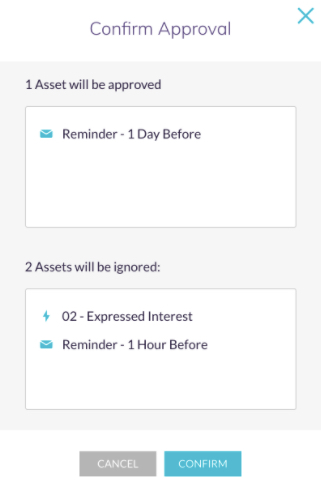 Confirm Approval
1 Asset will be approved
Reminder - 1 Day Before
2 Assets will be ignored:
02 - Expressed Interest
Reminder - 1 Hour Before
CANCEL
CONFIRM